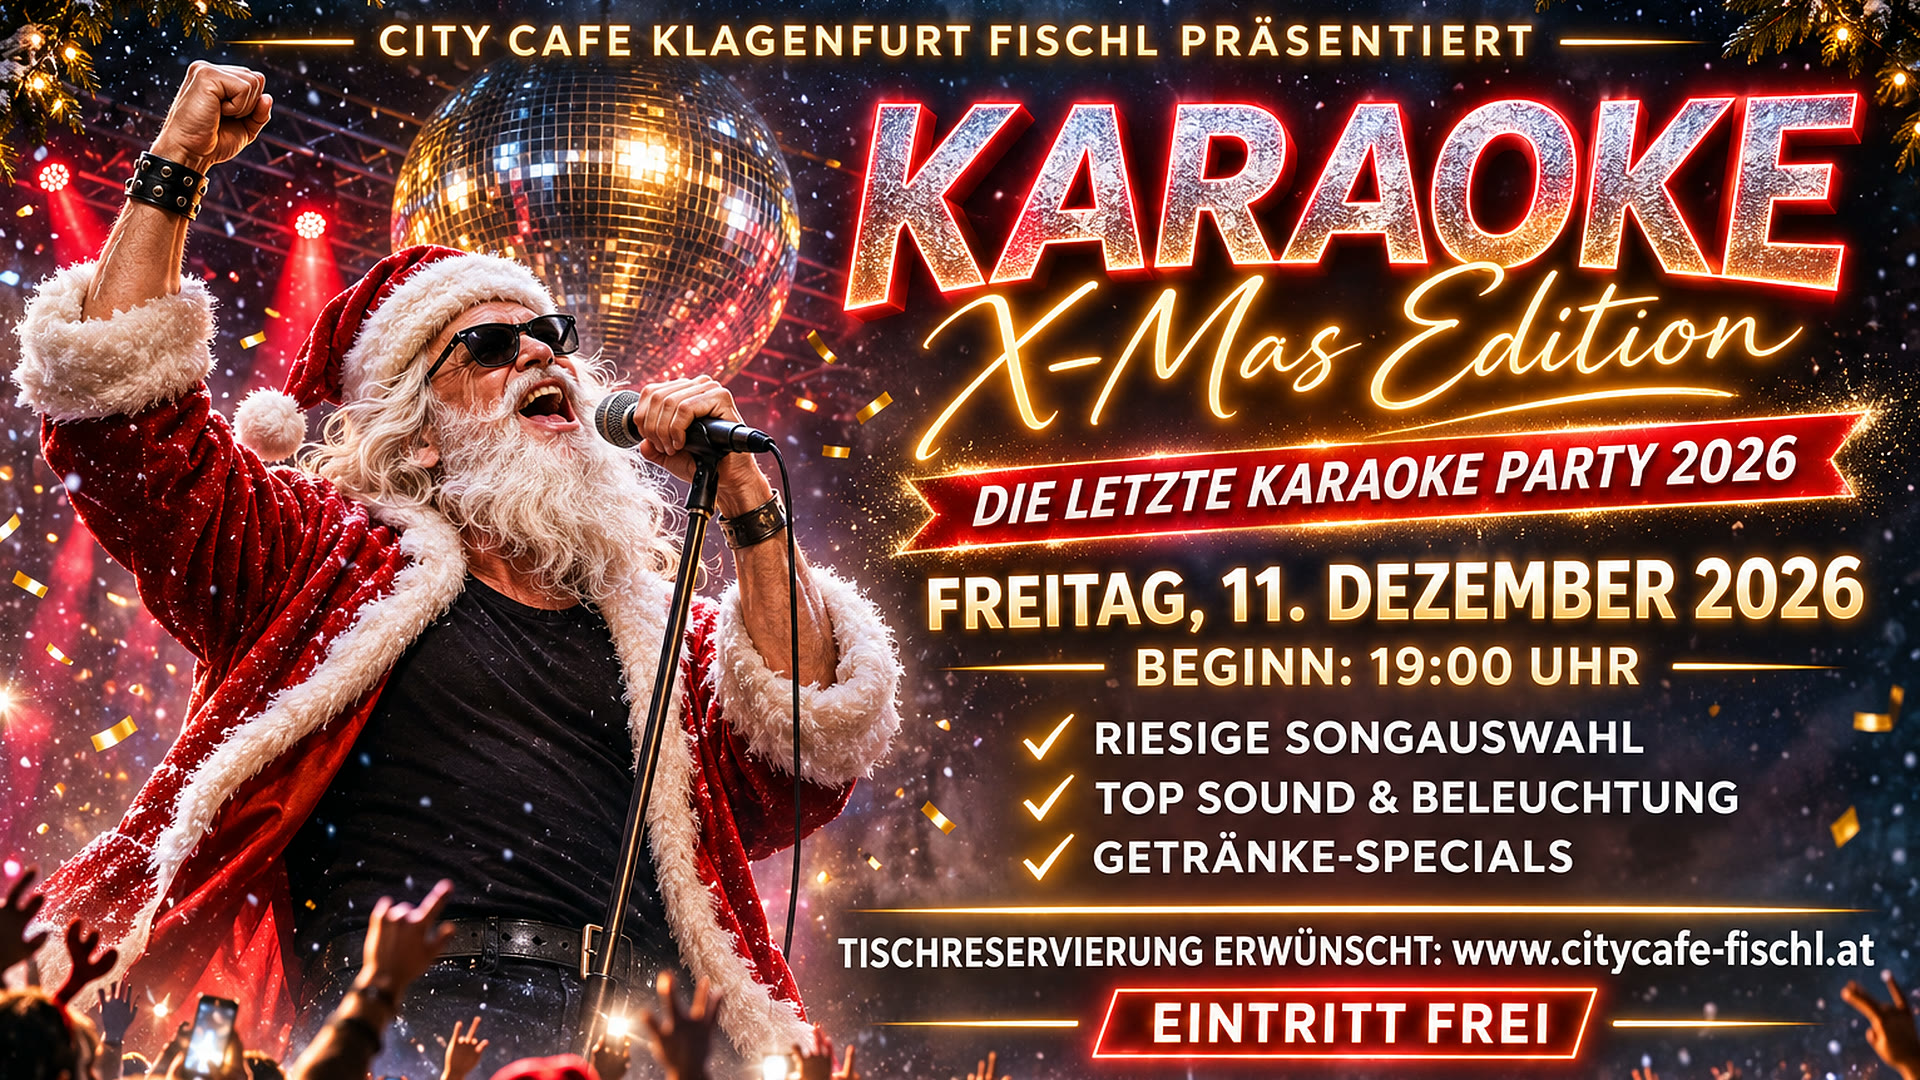 CITY CAFE KLAGENFURT FISCHL PRÄSENTIERT
KARAOKE
X-Mas Edition
DIE LETZTE KARAOKE PARTY 2026
FREITAG, 11. DEZEMBER 2026
BEGINN: 19:00 UHR
RIESIGE SONGAUSWAHL
TOP SOUND & BELEUCHTUNG
GETRÄNKE-SPECIALS
TISCHRESERVIERUNG ERWÜNSCHT: www.citycafe-fischl.at
EINTRITT FREI